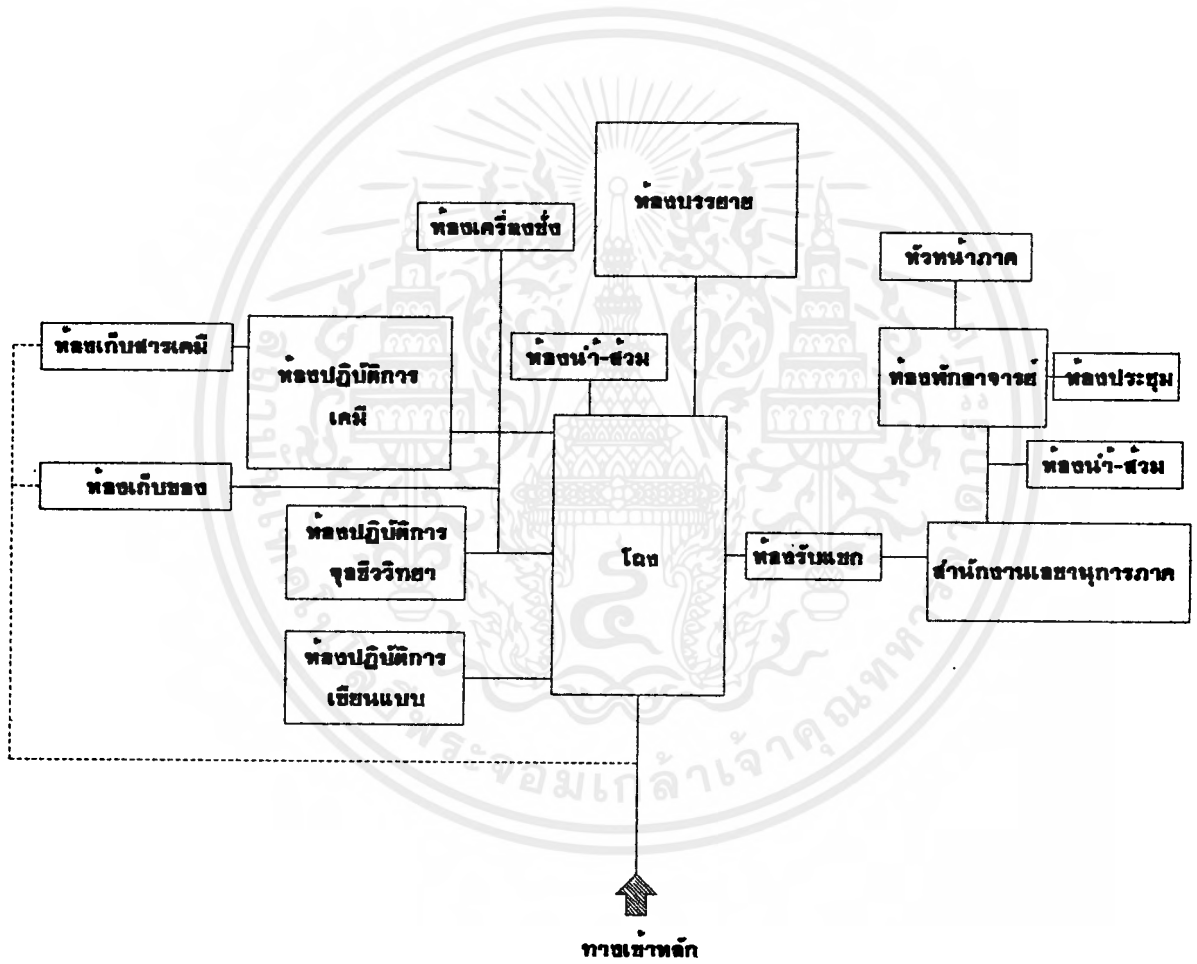 ห้องบรรยาย
ห้องเครื่องชั่ง
หัวหน้าภาค
ห้องเก็บสารเคมี
ห้องปฏิบัติการ
เคมี
ห้องน้ำ-ส้วม
ห้องพักอาจารย์
ห้องประชุม
ห้องเก็บของ
ห้องน้ำ-ส้วม
ห้องปฏิบัติการ
จุลชีววิทยา
โถง
ห้องรับแขก
สำนักงานเลขานุการภาค
ห้องปฏิบัติการ
เขียนแบบ
ทางเข้าหลัก